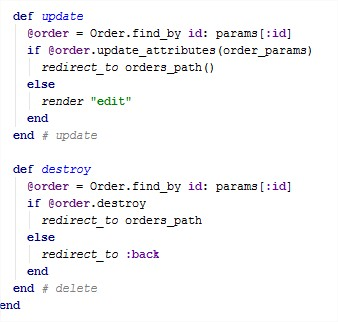 def update
@order = Order.find_by id: params[:id]
if @order.update_attributes(order_params)
redirect_to orders_path()
else
render "edit"
end
end # update
def destroy
@order = Order.find_by id: params[:id]
if @order.destroy
redirect_to orders_path
else
redirect_to :back
end
end # delete
end